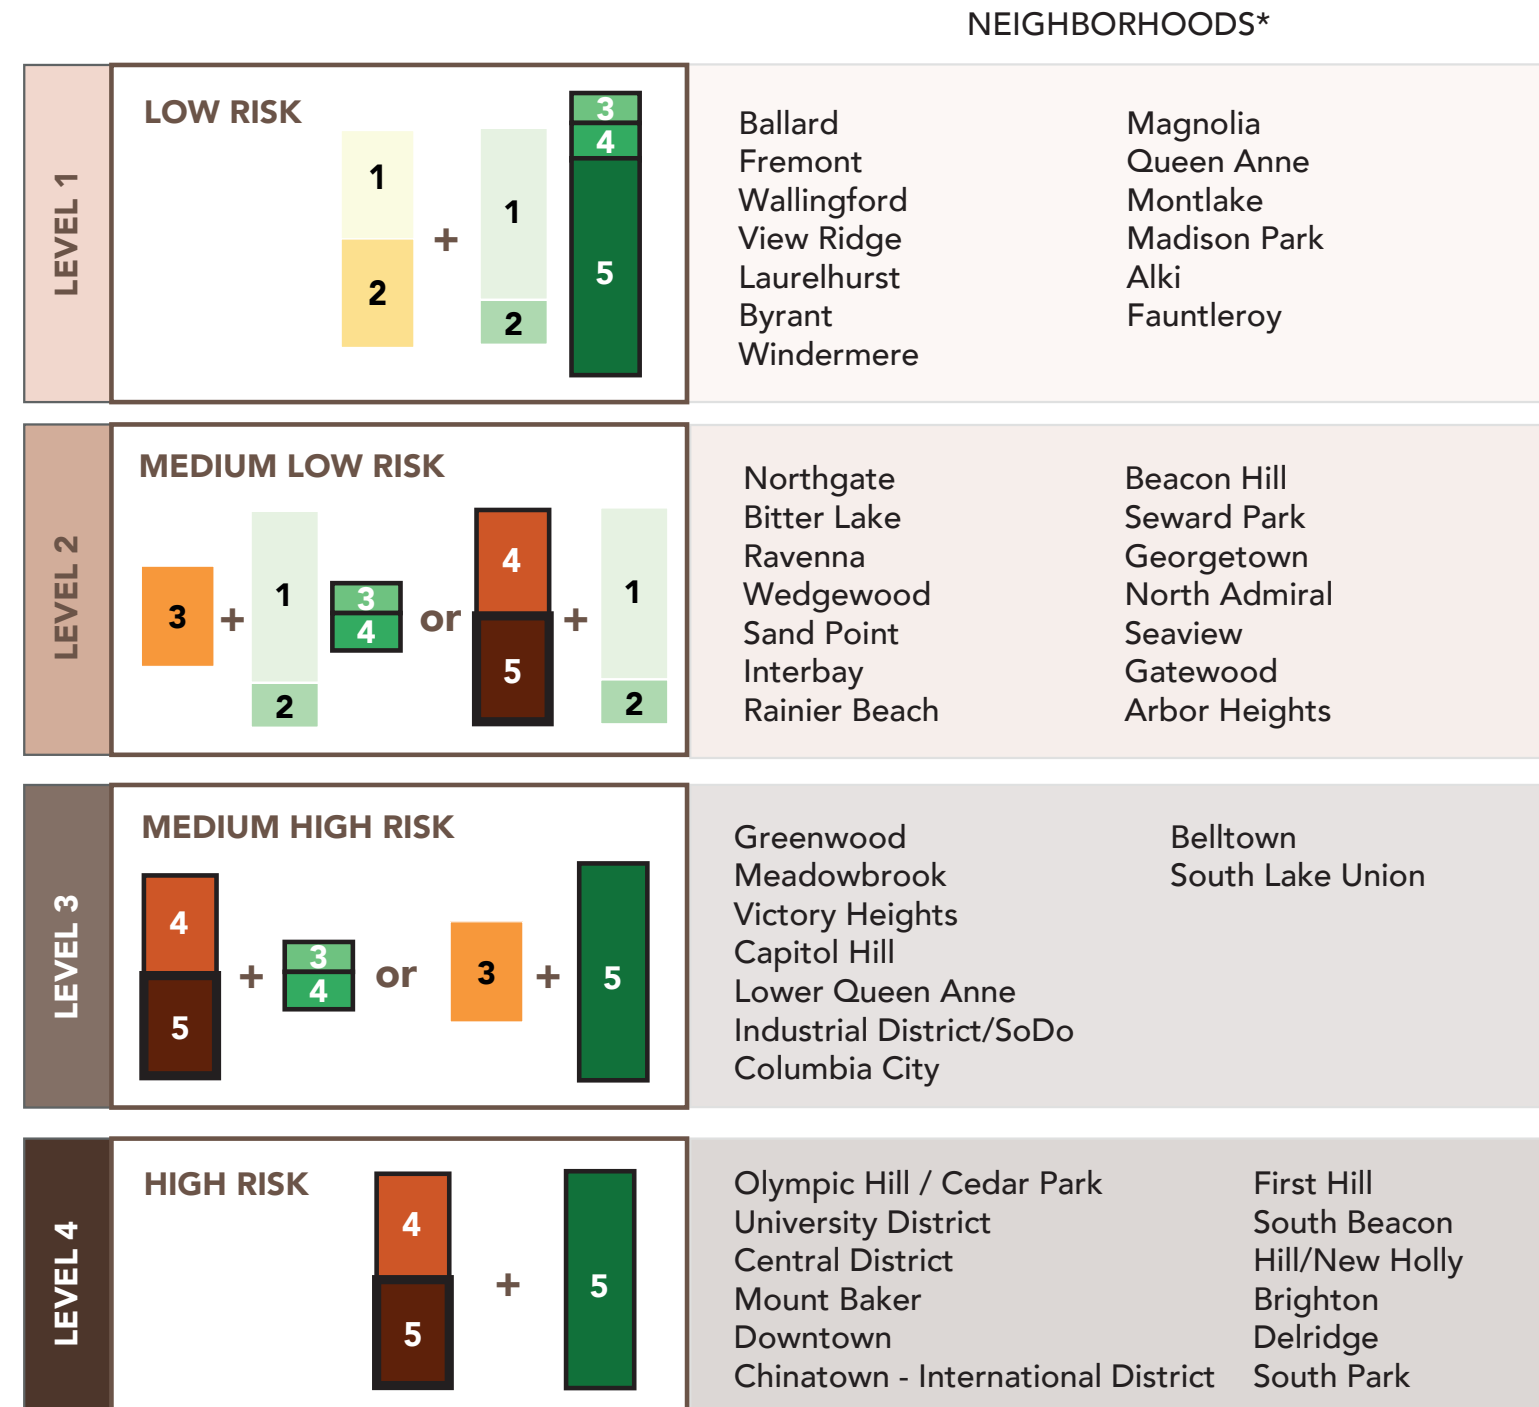 NEIGHBORHOODS*
LEVEL 1
LOW RISK
1
2
+
1
2
3
4
5
Ballard
Fremont
Wallingford
View Ridge
Laurelhurst
Byrant
Windermere
Magnolia
Queen Anne
Montlake
Madison Park
Alki
Fauntleroy
LEVEL 2
MEDIUM LOW RISK
3
+
1
2
3
4
or
4
5
+
1
2
Northgate
Bitter Lake
Ravenna
Wedgewood
Sand Point
Interbay
Rainier Beach
Beacon Hill
Seward Park
Georgetown
North Admiral
Seaview
Gatewood
Arbor Heights
LEVEL 3
MEDIUM HIGH RISK
4
5
+
3
4
or
3
+
5
Greenwood
Meadowbrook
Victory Heights
Capitol Hill
Lower Queen Anne
Industrial District/SoDo
Columbia City
Belltown
South Lake Union
LEVEL 4
HIGH RISK
4
5
+
5
Olympic Hill / Cedar Park
University District
Central District
Mount Baker
Downtown
Chinatown - International District
First Hill
South Beacon
Hill/New Holly
Brighton
Delridge
South Park